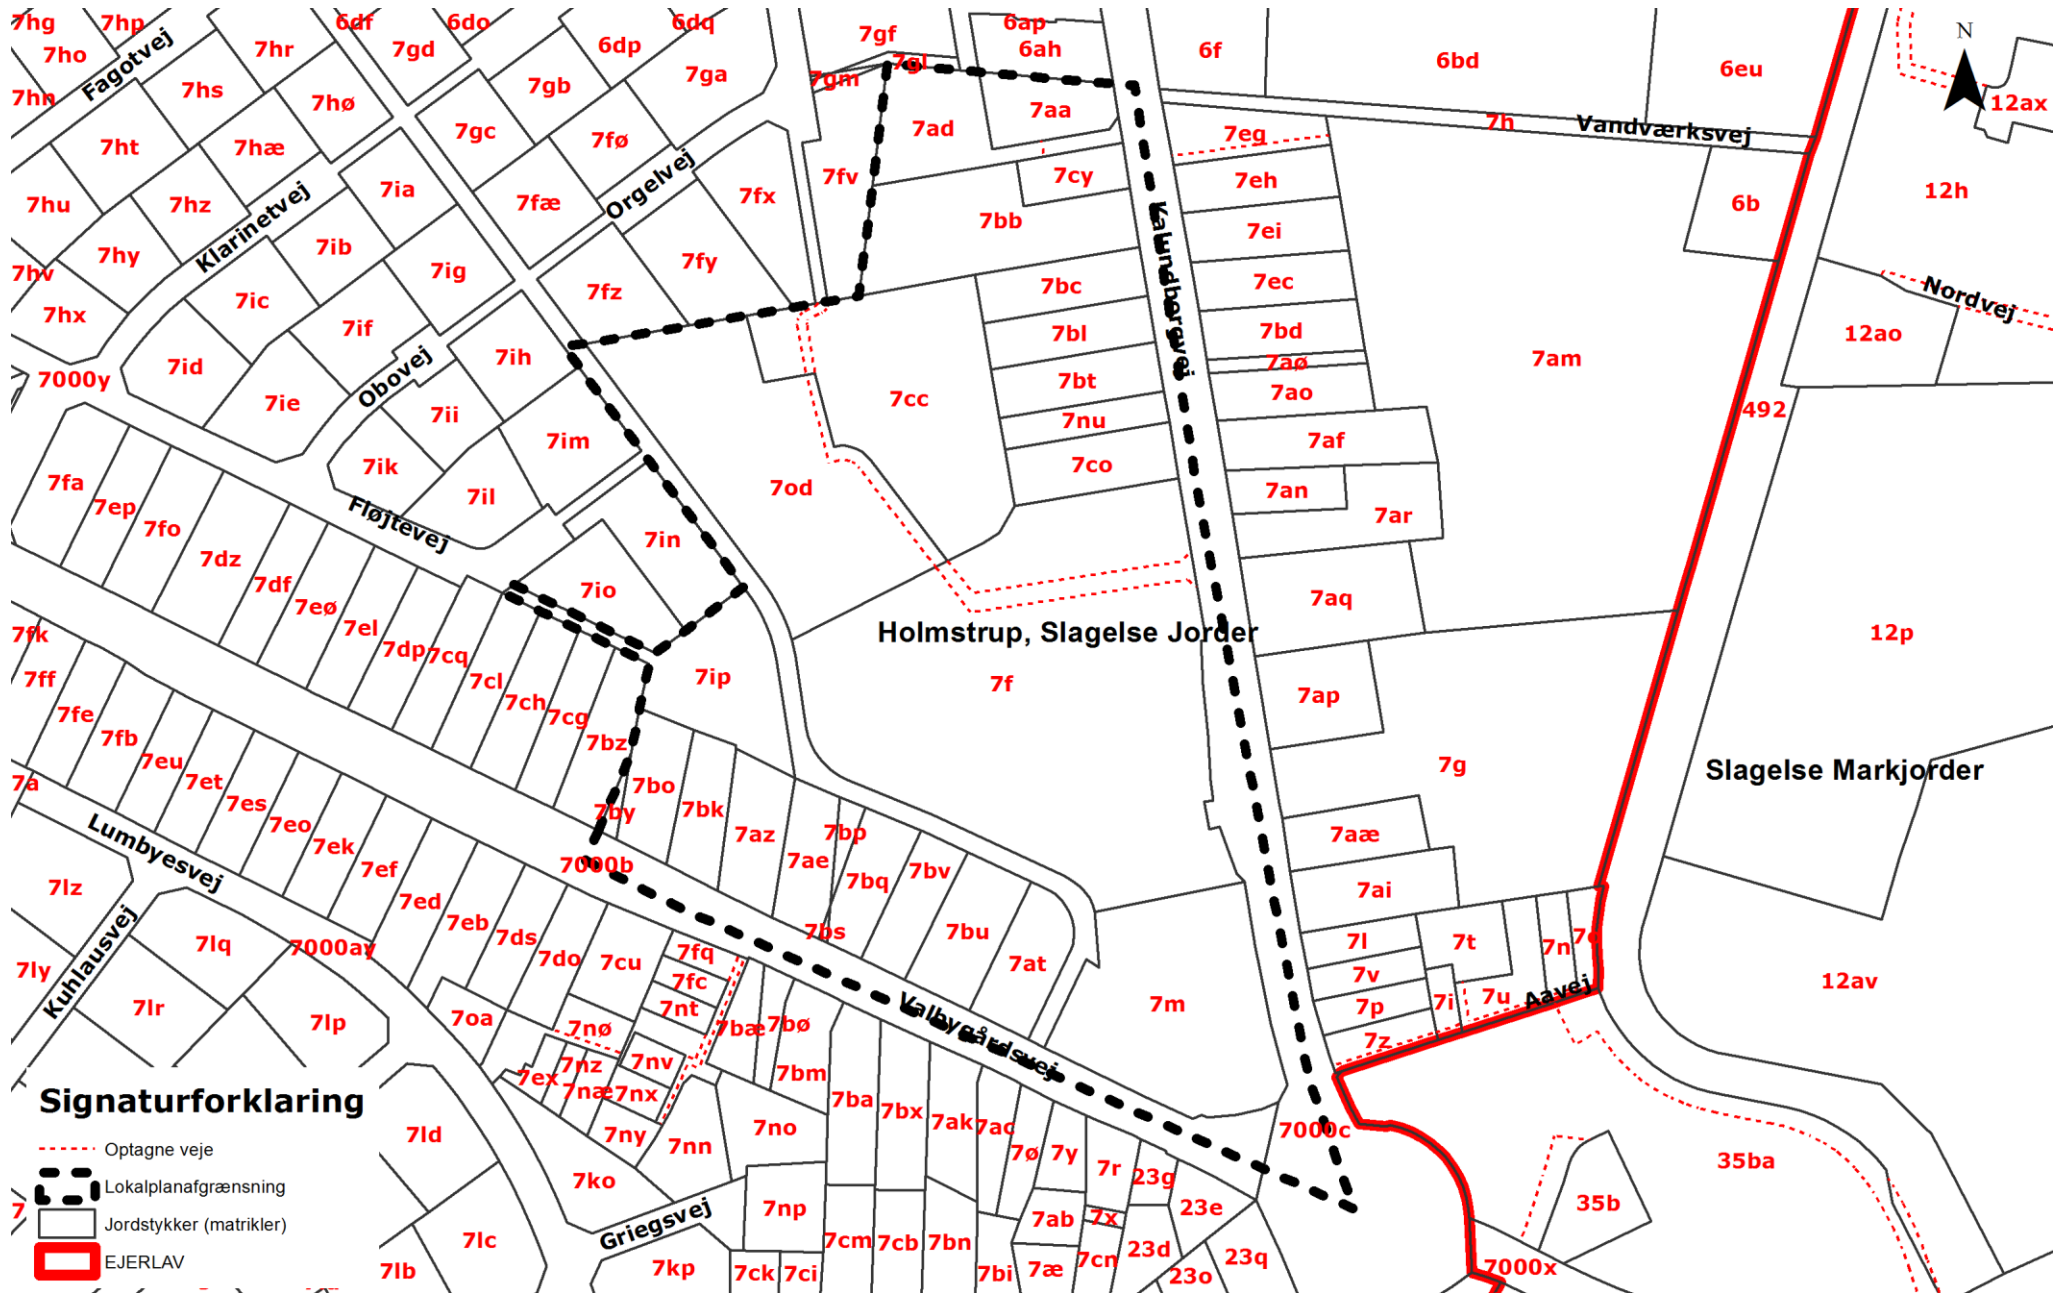 7hg 7hp 6df 6do 6dq 7gf 6ap
7ho 7hr 7gd 6dp 6ah 6f 6bd 6eu N
Fagotvej 7gb 7ga 7gm 7gl
7hn 7hs 7hø 7aa 12ax
7ht 7hæ 7gc 7fø 7ad 7eq 7h Vandværksvej
7hu 7hz 7ia 7fæ Orgelvej 7fx 7fv 7cy 7eh 6b 12h
Klarinetvej 7bb Kalundborgvej 7ei
7hv 7hy 7ib 7ig 7fy
7hx 7ic 7if 7fz 7bc 7ec Nordvej
7id 7ih 7bl 7bd 12ao
7000y 7ie Obovej 7bt 7aø 7am
7ii 7cc 7nu 7ao 492
7ik 7im 7co 7af
7fa 7ep 7fo 7il 7od 7an
Fløjtevej 7in 7ar
7dz 7df 7eø 7io 7aq
7fk 7el 7dp 7cq Holmstrup, Slagelse Jorder 12p
7ff 7cl 7ch 7cg 7ip 7f 7ap
7fe 7fb 7bz
7eu 7et 7bo 7g Slagelse Markjorder
7a 7es 7eo 7by 7bk 7az 7bp 7aæ
Lumbyesvej 7ek 7ef 7000b 7ae 7bq 7bv 7ai
7lz 7ed 7eb 7ds 7bs 7bu 7l 7t 7n
Kuhlausvej 7lq 7000ay 7do 7cu 7fq 7at
7ly 7fc 7v 7u Aavej 12av
7lr 7lp 7oa 7nø 7nt 7bæ 7bø Valbygårdsvej 7m 7p 7i
7nz 7nv 7bm 7z
7ex 7næ 7nx 7ba 7bx 7ak 7ac
Signaturforklaring
7ld 7ny 7nn 7no 7ø 7y 7r 7000c
Optagne veje
7ko 23g 35ba
Lokalplanafgrænsning
7 Griegsvej 7np 7ab 7x 23e 35b
Jordstykker (matrikler)
7lc 7cm 7cb 7bn 23d 23q
EJERLAV
7lb 7kp 7ck 7ci 7bi 7æ 7cn 23o 7000x